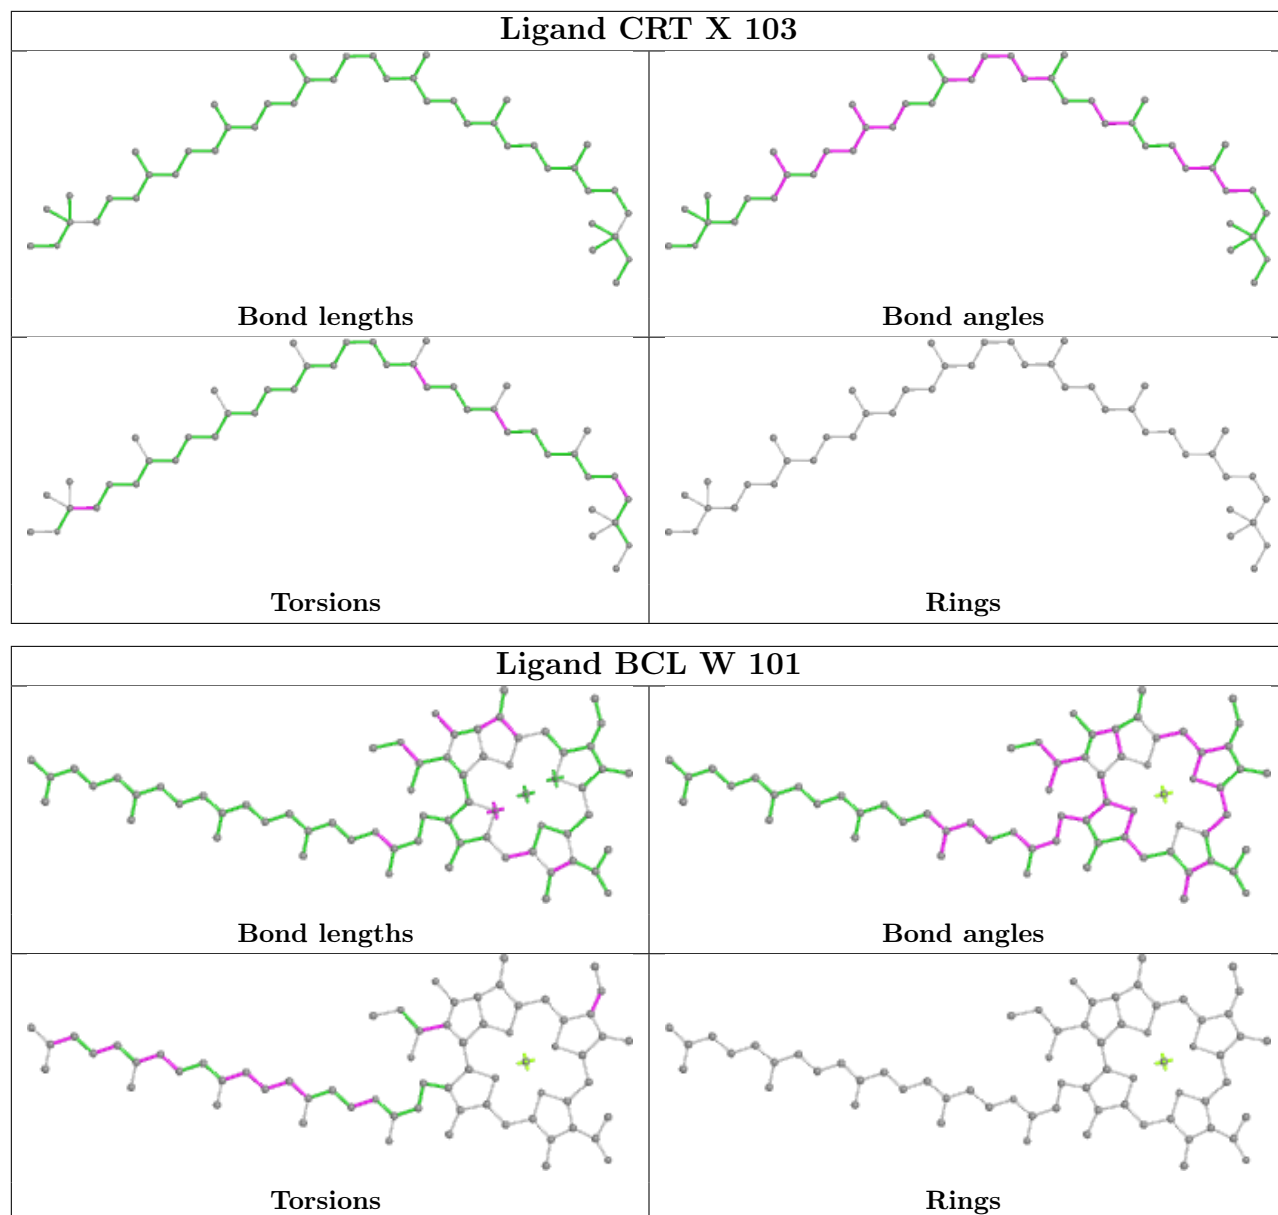 Ligand CRT X 103
Bond lengths
Bond angles
Torsions
Rings
Ligand BCL W 101
Bond lengths
Bond angles
Torsions
Rings